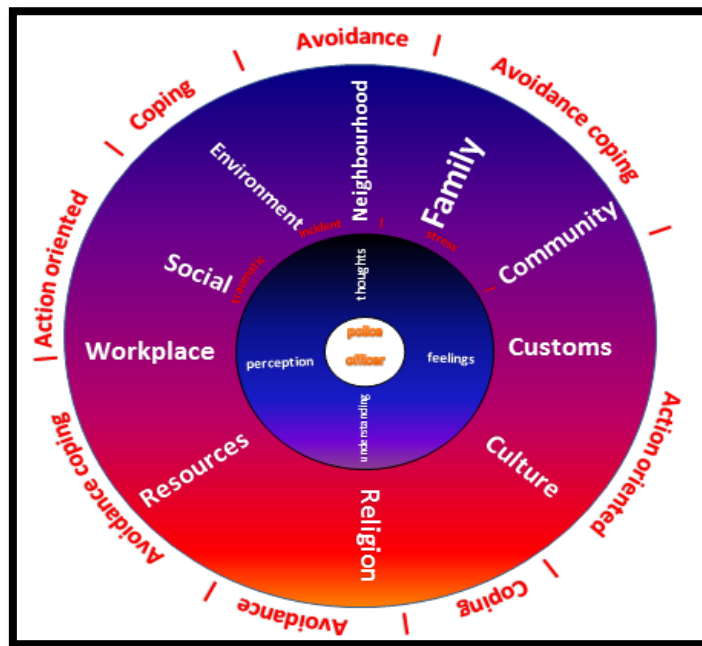 Avoidance
Avoidance coping
Action oriented
Coping
Avoidance
Avoidance coping
Action oriented
Coping
Neighbourhood
Family
Community
Customs
Culture
Religion
Resources
Workplace
Social
Environment
traumatic
incident
stress
thoughts
feelings
understanding
perception
police
officer